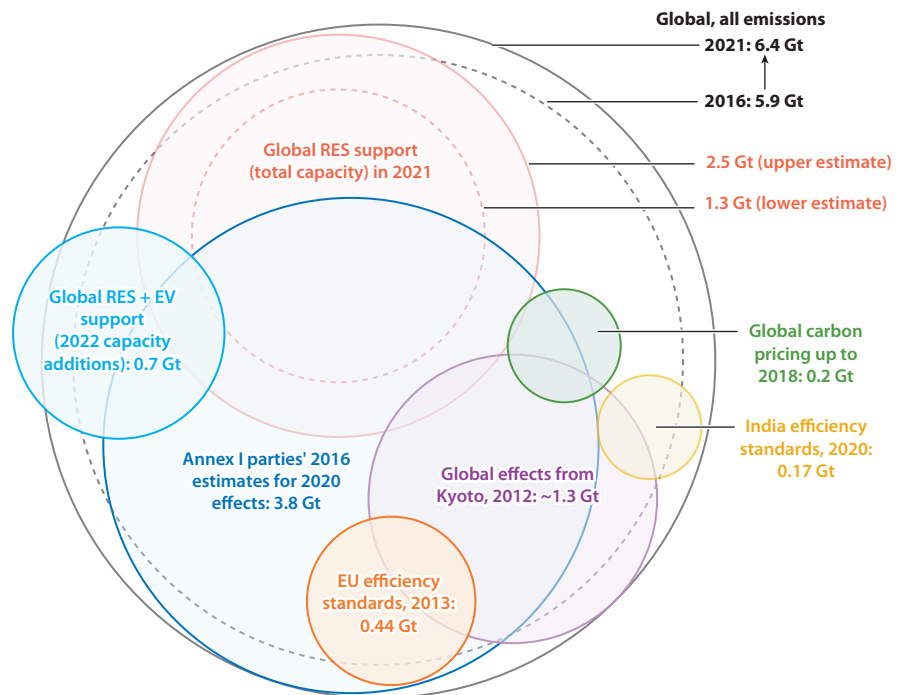 Global, all emissions
2021: 6.4 Gt
2016: 5.9 Gt
Global RES support
(total capacity) in 2021
2.5 Gt (upper estimate)
1.3 Gt (lower estimate)
Global RES + EV
support
(2022 capacity
additions): 0.7 Gt
Global carbon
pricing up to
2018: 0.2 Gt
India efficiency
standards, 2020:
0.17 Gt
Annex I parties' 2016
estimates for 2020
effects: 3.8 Gt
Global effects from
Kyoto, 2012: ~1.3 Gt
EU efficiency
standards, 2013:
0.44 Gt